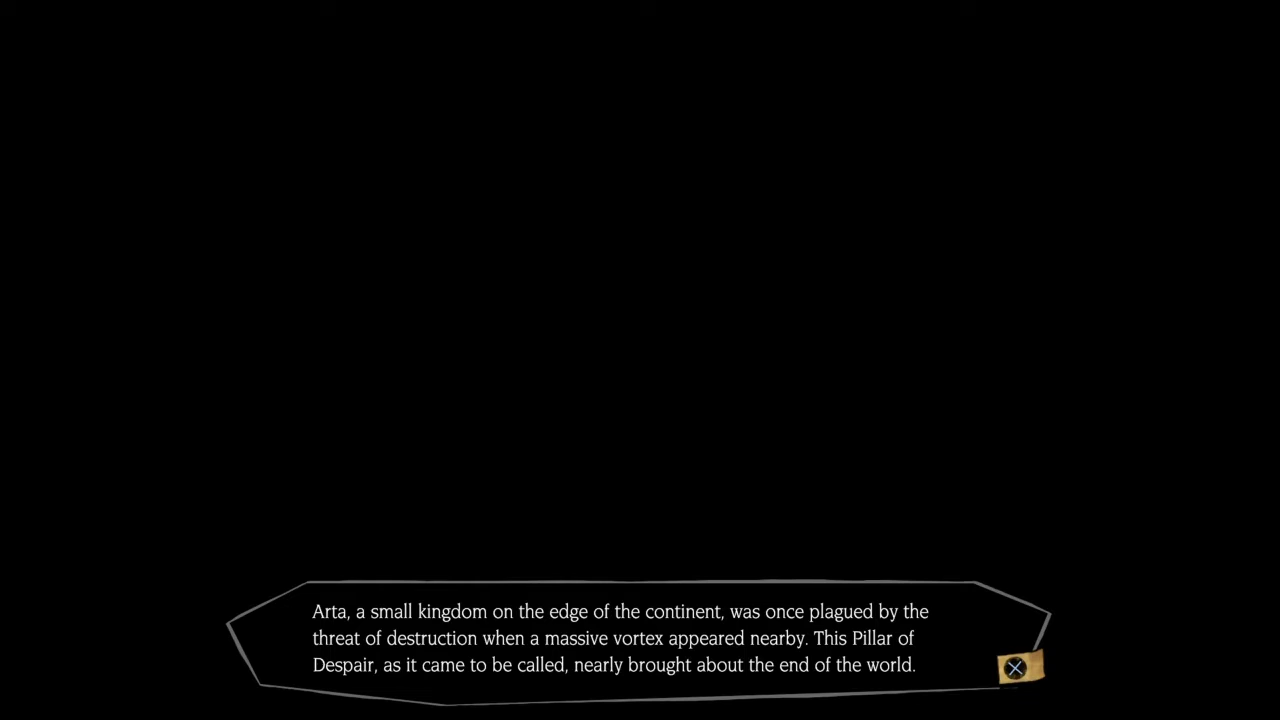 Arta, a small kingdom on the edge of the continent, was once plagued by the
threat of destruction when a massive vortex appeared nearby. This Pillar of
Despair, as it came to be called, nearly brought about the end of the world.